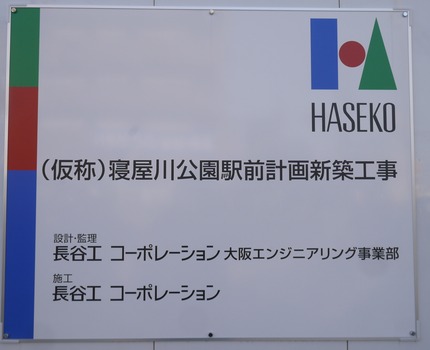 HASEKO
(仮称)寝屋川公園駅前計画新築工事
設計・監理
長谷工 コーポレーション 大阪エンジニアリング事業部
施工
長谷工 コーポレーション